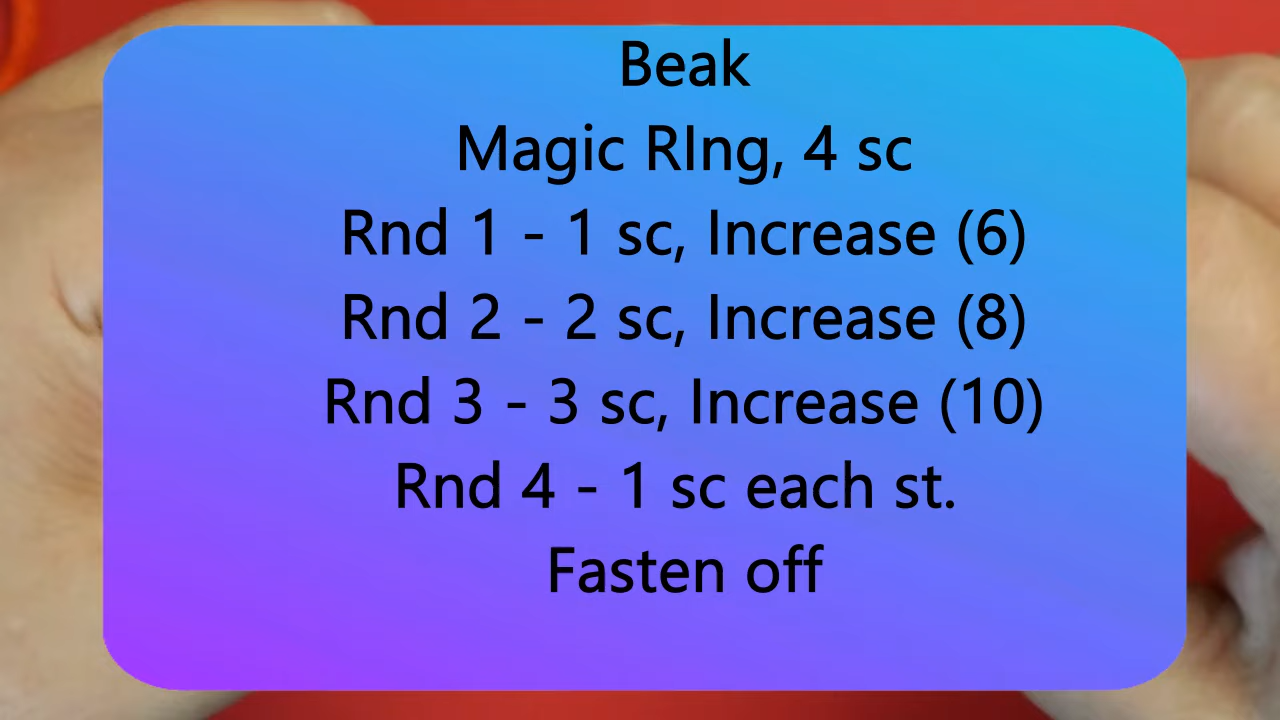 Beak
Magic RIng, 4 sc
Rnd 1 - 1 sc, Increase (6)
Rnd 2 - 2 sc, Increase (8)
Rnd 3 - 3 sc, Increase (10)
Rnd 4 - 1 sc each st.
Fasten off